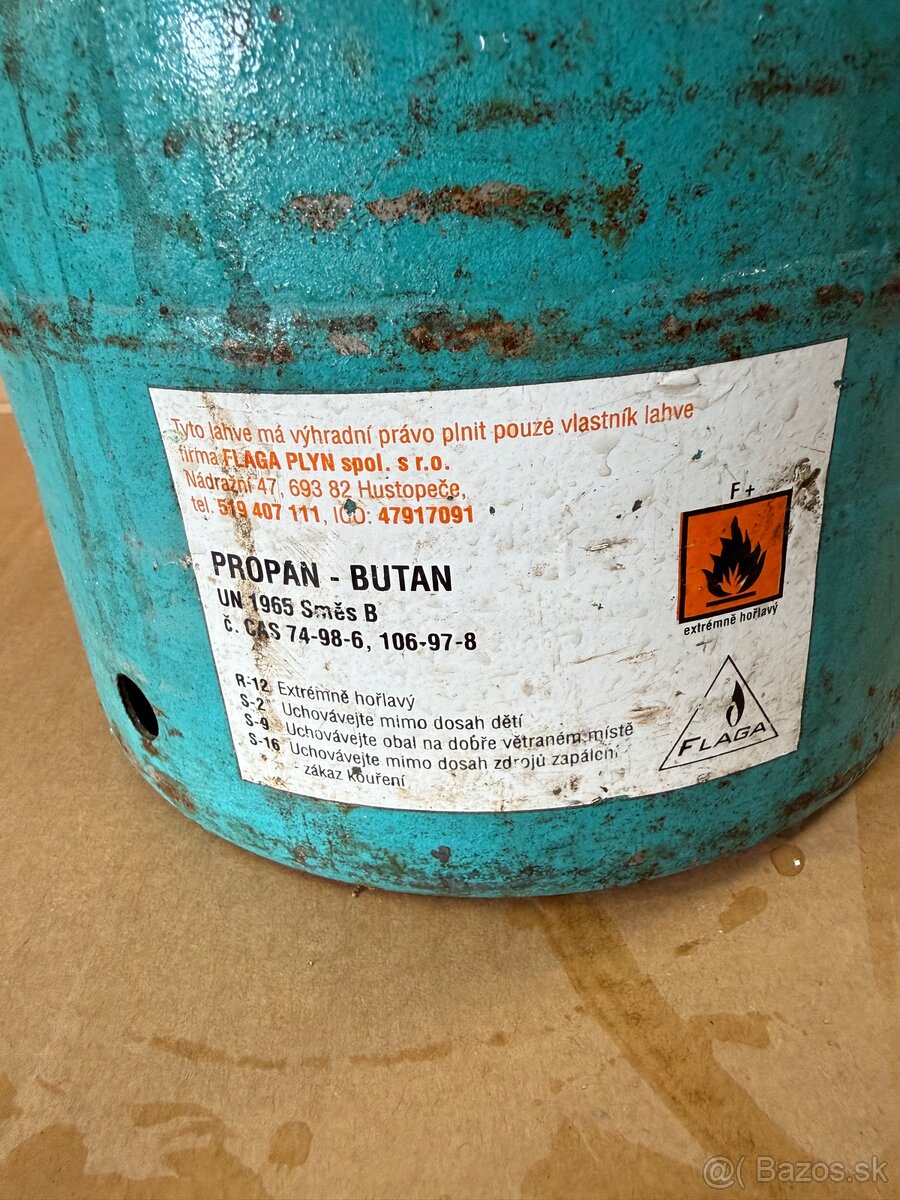 Tyto lahve má výhradní právo plnit pouze vlastník lahve
firma FLAGA PLYN spol. s r.o.
Nádražní 47, 693 82 Hustopeče,
tel. 519 407 111, IČO: 47917091
F+
extrémně hořlavý
PROPAN - BUTAN
UN 1965 Směs B
č. CAS 74-98-6, 106-97-8
R-12 Extrémně hořlavý
S-2 Uchovávejte mimo dosah dětí
S-9 Uchovávejte obal na dobře větraném místě
S-16 Uchovávejte mimo dosah zdrojů zapálení
- zákaz kouření
FLAGA
@( Bazos.sk